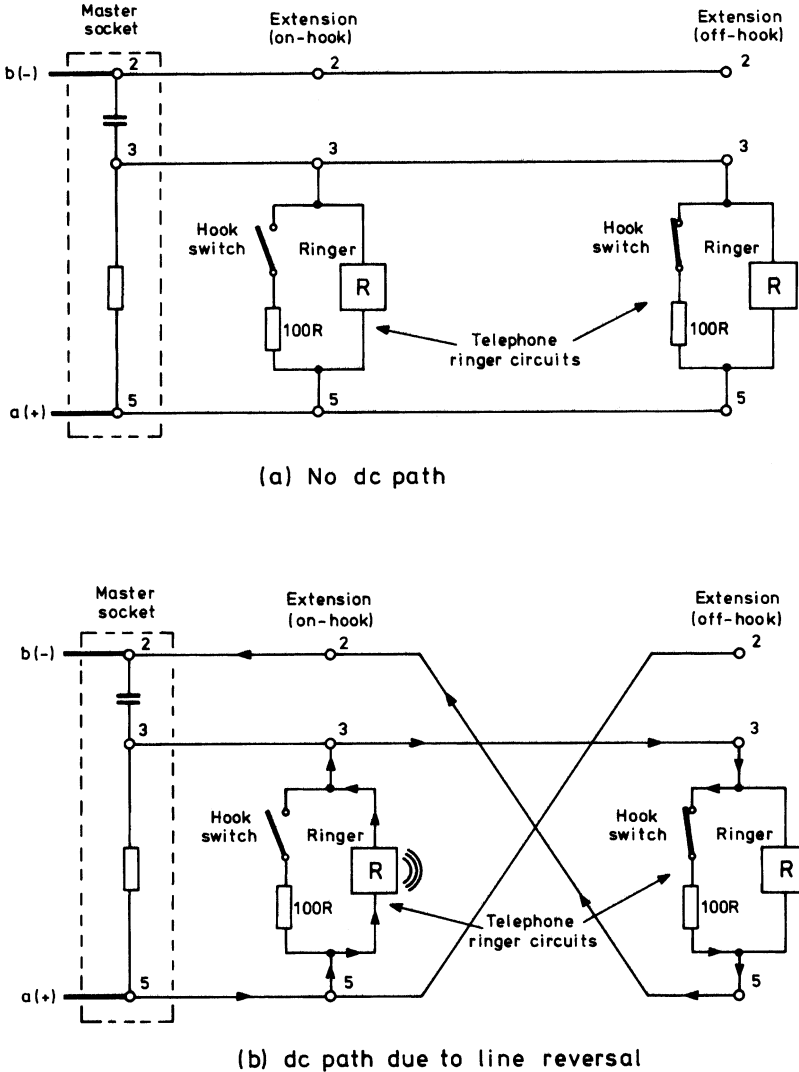 Master
socket
Extension
(on-hook)
Extension
(off-hook)
b(-)
2
2
2
3
3
3
Hook
switch
Ringer
R
100R
Hook
switch
Ringer
R
100R
Telephone
ringer circuits
a(+)
5
5
5
(a) No dc path
Master
socket
Extension
(on-hook)
Extension
(off-hook)
b(-)
2
2
2
3
3
3
Hook
switch
Ringer
R
100R
Hook
switch
Ringer
R
100R
Telephone
ringer circuits
a(+)
5
5
5
(b) dc path due to line reversal